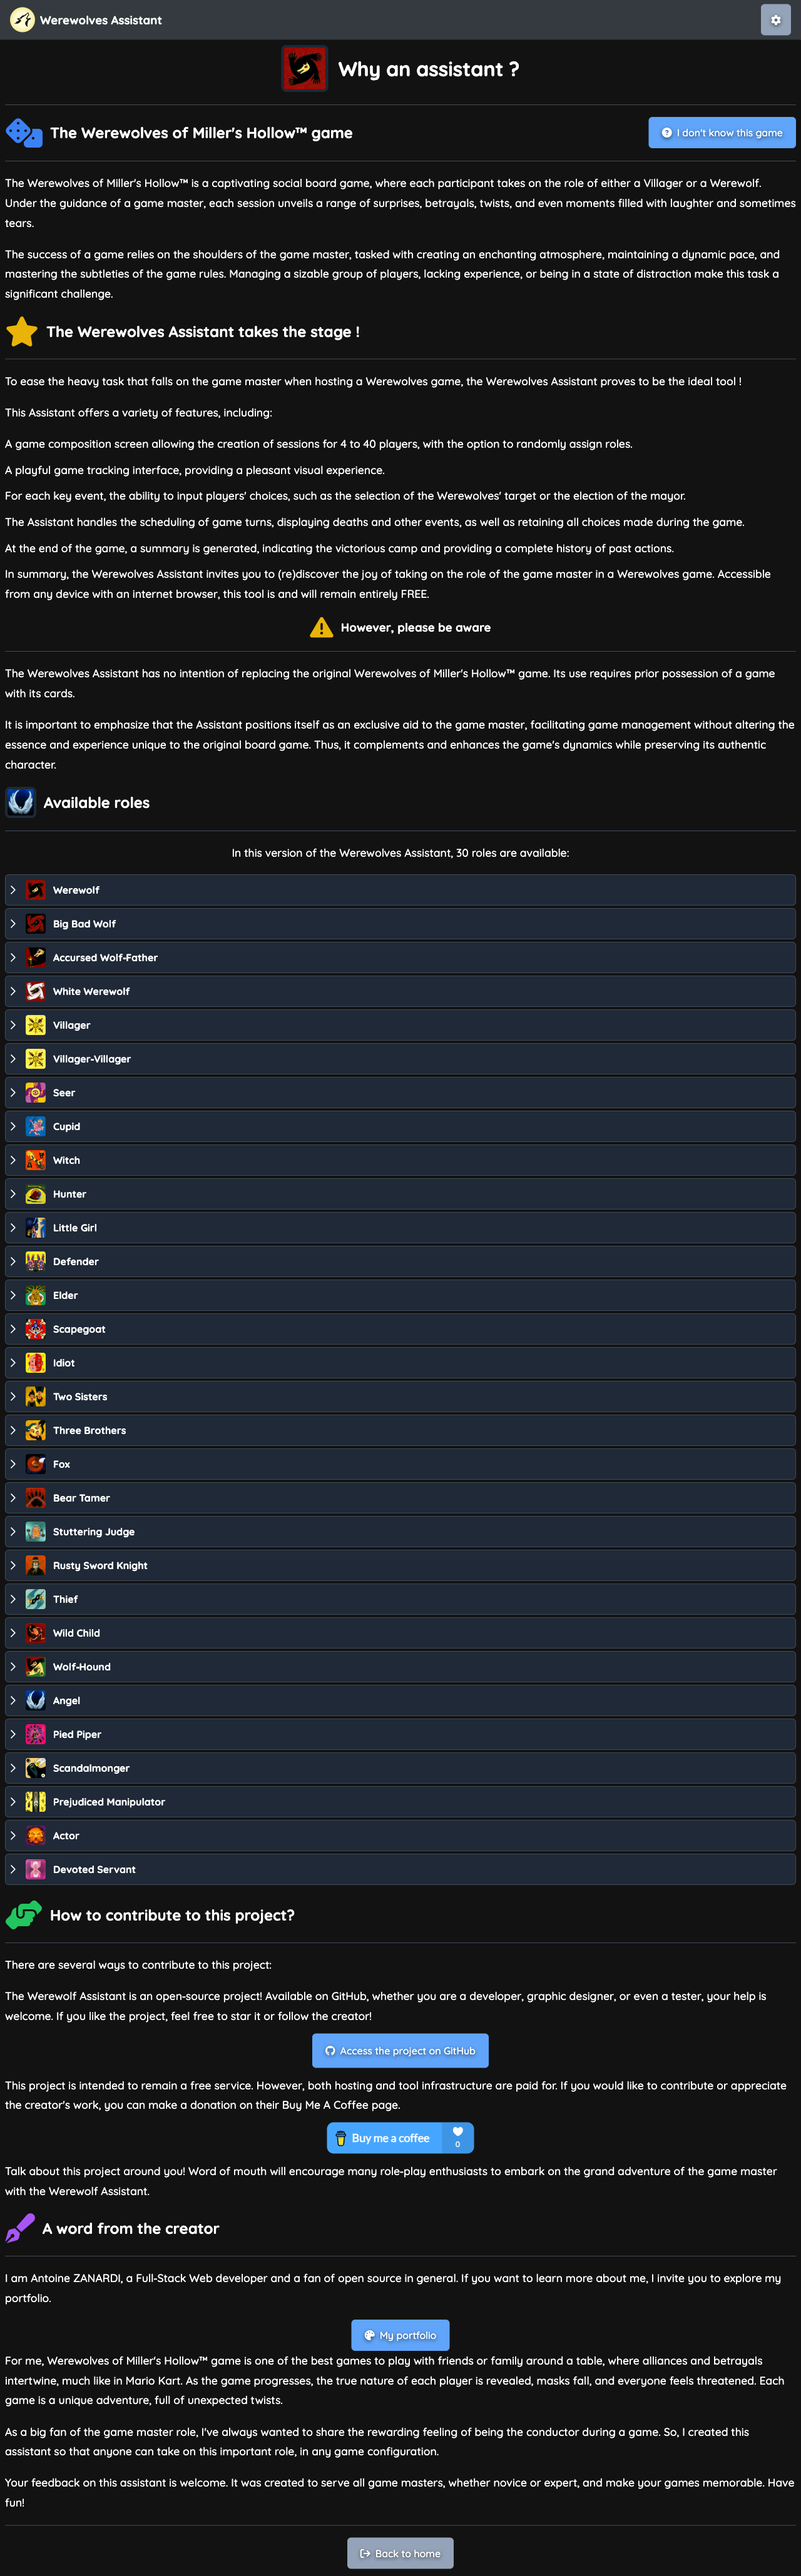 Werewolves Assistant
Why an assistant ?
The Werewolves of Miller's Hollow™ game
I don't know this game
The Werewolves of Miller's Hollow™ is a captivating social board game, where each participant takes on the role of either a Villager or a Werewolf.
Under the guidance of a game master, each session unveils a range of surprises, betrayals, twists, and even moments filled with laughter and sometimes
tears.
The success of a game relies on the shoulders of the game master, tasked with creating an enchanting atmosphere, maintaining a dynamic pace, and
mastering the subtleties of the game rules. Managing a sizable group of players, lacking experience, or being in a state of distraction make this task a
significant challenge.
The Werewolves Assistant takes the stage !
To ease the heavy task that falls on the game master when hosting a Werewolves game, the Werewolves Assistant proves to be the ideal tool !
This Assistant offers a variety of features, including:
A game composition screen allowing the creation of sessions for 4 to 40 players, with the option to randomly assign roles.
A playful game tracking interface, providing a pleasant visual experience.
For each key event, the ability to input players' choices, such as the selection of the Werewolves' target or the election of the mayor.
The Assistant handles the scheduling of game turns, displaying deaths and other events, as well as retaining all choices made during the game.
At the end of the game, a summary is generated, indicating the victorious camp and providing a complete history of past actions.
In summary, the Werewolves Assistant invites you to (re)discover the joy of taking on the role of the game master in a Werewolves game. Accessible
from any device with an internet browser, this tool is and will remain entirely FREE.
However, please be aware
The Werewolves Assistant has no intention of replacing the original Werewolves of Miller's Hollow™ game. Its use requires prior possession of a game
with its cards.
It is important to emphasize that the Assistant positions itself as an exclusive aid to the game master, facilitating game management without altering the
essence and experience unique to the original board game. Thus, it complements and enhances the game's dynamics while preserving its authentic
character.
Available roles
In this version of the Werewolves Assistant, 30 roles are available:
Werewolf
Big Bad Wolf
Accursed Wolf-Father
White Werewolf
Villager
Villager-Villager
Seer
Cupid
Witch
Hunter
Little Girl
Defender
Elder
Scapegoat
Idiot
Two Sisters
Three Brothers
Fox
Bear Tamer
Stuttering Judge
Rusty Sword Knight
Thief
Wild Child
Wolf-Hound
Angel
Pied Piper
Scandalmonger
Prejudiced Manipulator
Actor
Devoted Servant
How to contribute to this project?
There are several ways to contribute to this project:
The Werewolf Assistant is an open-source project! Available on GitHub, whether you are a developer, graphic designer, or even a tester, your help is
welcome. If you like the project, feel free to star it or follow the creator!
Access the project on GitHub
This project is intended to remain a free service. However, both hosting and tool infrastructure are paid for. If you would like to contribute or appreciate
the creator's work, you can make a donation on their Buy Me A Coffee page.
Buy me a coffee
0
Talk about this project around you! Word of mouth will encourage many role-play enthusiasts to embark on the grand adventure of the game master
with the Werewolf Assistant.
A word from the creator
I am Antoine ZANARDI, a Full-Stack Web developer and a fan of open source in general. If you want to learn more about me, I invite you to explore my
portfolio.
My portfolio
For me, Werewolves of Miller's Hollow™ game is one of the best games to play with friends or family around a table, where alliances and betrayals
intertwine, much like in Mario Kart. As the game progresses, the true nature of each player is revealed, masks fall, and everyone feels threatened. Each
game is a unique adventure, full of unexpected twists.
As a big fan of the game master role, I've always wanted to share the rewarding feeling of being the conductor during a game. So, I created this
assistant so that anyone can take on this important role, in any game configuration.
Your feedback on this assistant is welcome. It was created to serve all game masters, whether novice or expert, and make your games memorable. Have
fun!
Back to home